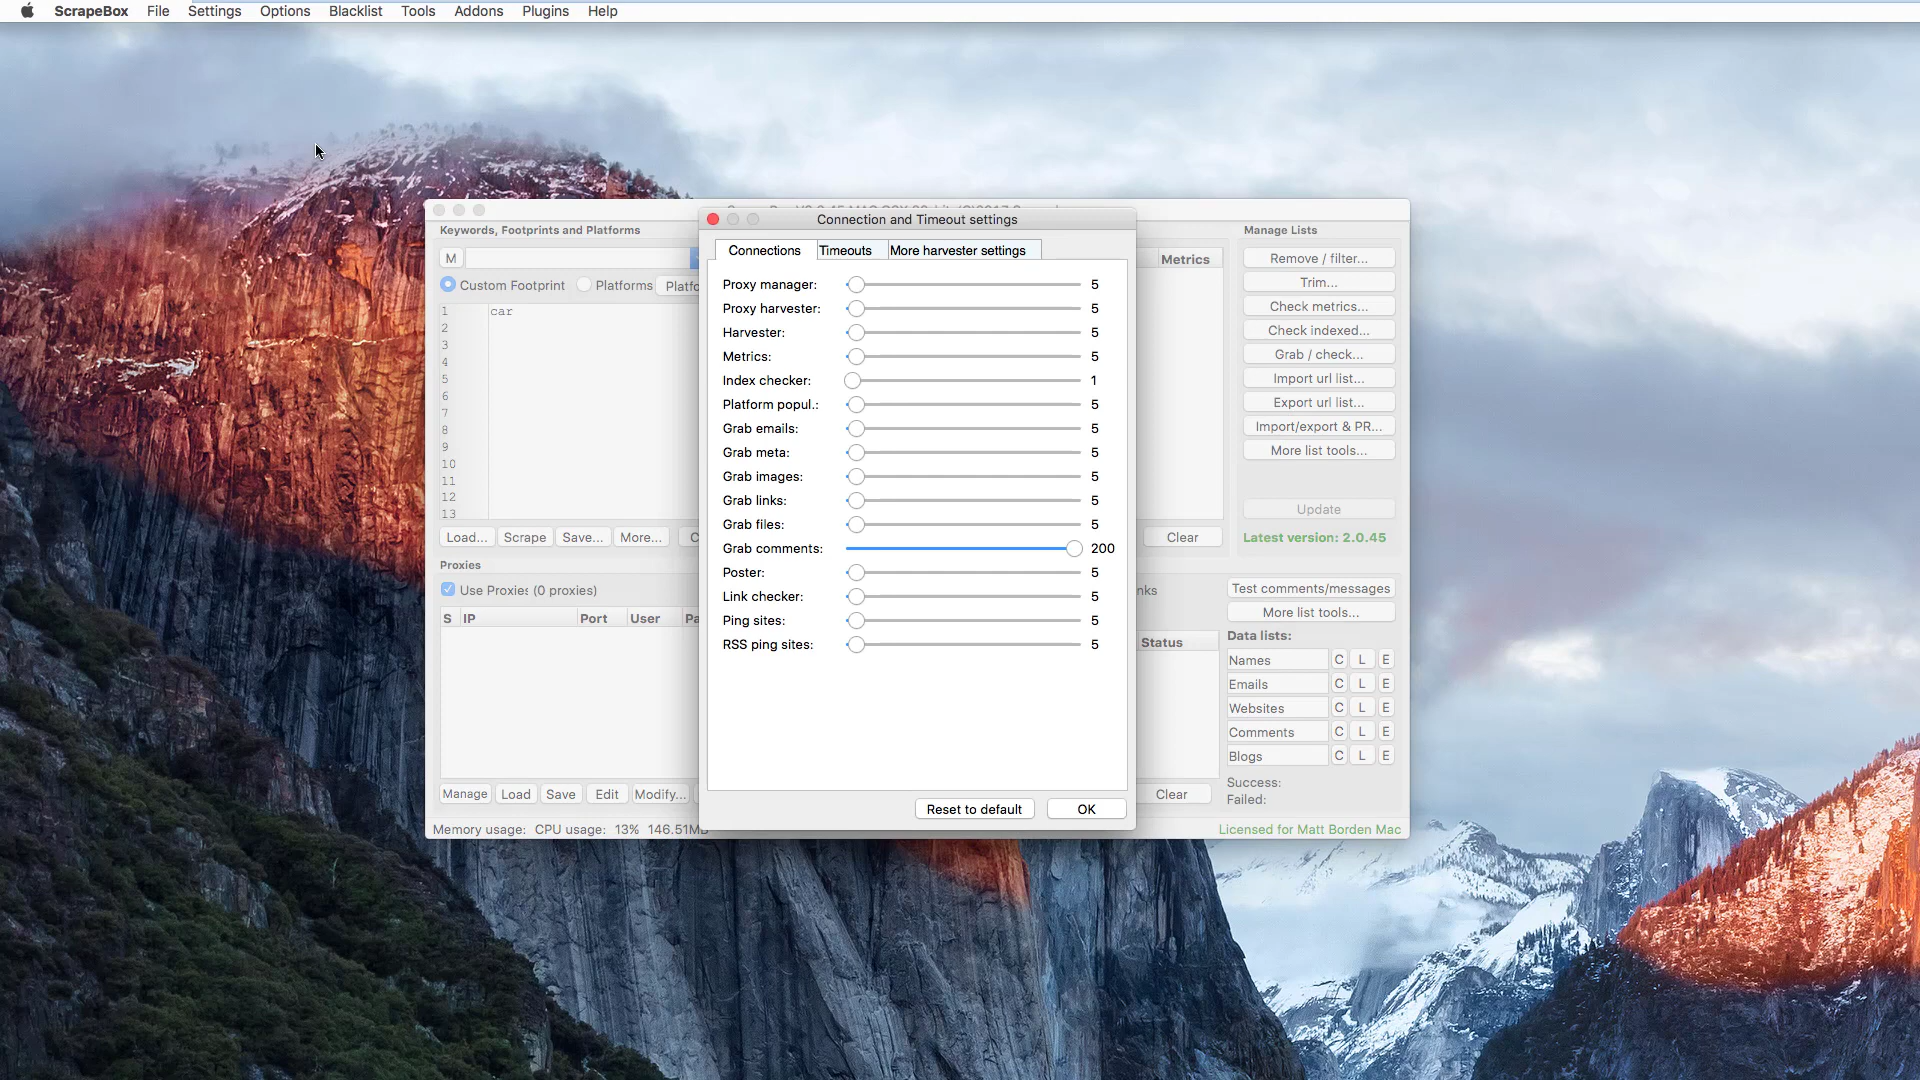 ScrapeBox File Settings Options Blacklist Tools Addons Plugins Help
Connection and Timeout settings
Keywords, Footprints and Platforms
Manage Lists
Connections Timeouts More harvester settings
M
Metrics
Remove / filter...
Custom Footprint Platforms
Trim...
Proxy manager: 5
Proxy harvester: 5
Harvester: 5
Metrics: 5
Index checker: 1
Platform popul.: 5
Grab emails: 5
Grab meta: 5
Grab images: 5
Grab links: 5
Grab files: 5
Grab comments: 200
Poster: 5
Link checker: 5
Ping sites: 5
RSS ping sites: 5
Reset to default OK
1 car
2
3
4
5
6
7
8
9
10
11
12
13
Check metrics...
Check indexed...
Grab / check...
Import url list...
Export url list...
Import/export & PR...
More list tools...
Update
Latest version: 2.0.45
Load... Scrape Save... More...
Clear
Proxies
Use Proxies (0 proxies)
S IP Port User
Status
Test comments/messages
More list tools...
Data lists:
Names C L E
Emails C L E
Websites C L E
Comments C L E
Blogs C L E
Success:
Failed:
Manage Load Save Edit Modify...
Clear
Memory usage: CPU usage: 13% 146.51MB
Licensed for Matt Borden Mac